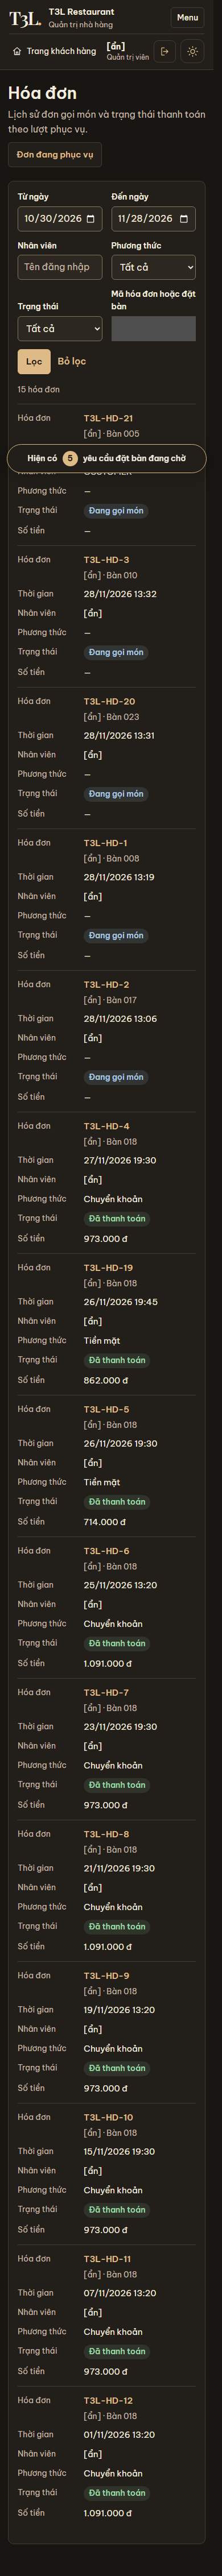 T3L.
T3L Restaurant
Quản trị nhà hàng
Menu
Trang khách hàng
[ẩn]
Quản trị viên
Hóa đơn
Lịch sử đơn gọi món và trạng thái thanh toán theo lượt phục vụ.
Đơn đang phục vụ
Từ ngày
Đến ngày
10/30/2026
11/28/2026
Nhân viên
Phương thức
Tên đăng nhập
Tất cả
Trạng thái
Mã hóa đơn hoặc đặt bàn
Tất cả
Lọc
Bỏ lọc
15 hóa đơn
Hóa đơn
T3L-HD-21
[ẩn] · Bàn 005
Hiện có 5 yêu cầu đặt bàn đang chờ
Phương thức
—
Trạng thái
Đang gọi món
Số tiền
—
Hóa đơn
T3L-HD-3
[ẩn] · Bàn 010
Thời gian
28/11/2026 13:32
Nhân viên
[ẩn]
Phương thức
—
Trạng thái
Đang gọi món
Số tiền
—
Hóa đơn
T3L-HD-20
[ẩn] · Bàn 023
Thời gian
28/11/2026 13:31
Nhân viên
[ẩn]
Phương thức
—
Trạng thái
Đang gọi món
Số tiền
—
Hóa đơn
T3L-HD-1
[ẩn] · Bàn 008
Thời gian
28/11/2026 13:19
Nhân viên
[ẩn]
Phương thức
—
Trạng thái
Đang gọi món
Số tiền
—
Hóa đơn
T3L-HD-2
[ẩn] · Bàn 017
Thời gian
28/11/2026 13:06
Nhân viên
[ẩn]
Phương thức
—
Trạng thái
Đang gọi món
Số tiền
—
Hóa đơn
T3L-HD-4
[ẩn] · Bàn 018
Thời gian
27/11/2026 19:30
Nhân viên
[ẩn]
Phương thức
Chuyển khoản
Trạng thái
Đã thanh toán
Số tiền
973.000 đ
Hóa đơn
T3L-HD-19
[ẩn] · Bàn 018
Thời gian
26/11/2026 19:45
Nhân viên
[ẩn]
Phương thức
Tiền mặt
Trạng thái
Đã thanh toán
Số tiền
862.000 đ
Hóa đơn
T3L-HD-5
[ẩn] · Bàn 018
Thời gian
26/11/2026 19:30
Nhân viên
[ẩn]
Phương thức
Tiền mặt
Trạng thái
Đã thanh toán
Số tiền
714.000 đ
Hóa đơn
T3L-HD-6
[ẩn] · Bàn 018
Thời gian
25/11/2026 13:20
Nhân viên
[ẩn]
Phương thức
Chuyển khoản
Trạng thái
Đã thanh toán
Số tiền
1.091.000 đ
Hóa đơn
T3L-HD-7
[ẩn] · Bàn 018
Thời gian
23/11/2026 19:30
Nhân viên
[ẩn]
Phương thức
Chuyển khoản
Trạng thái
Đã thanh toán
Số tiền
973.000 đ
Hóa đơn
T3L-HD-8
[ẩn] · Bàn 018
Thời gian
21/11/2026 19:30
Nhân viên
[ẩn]
Phương thức
Chuyển khoản
Trạng thái
Đã thanh toán
Số tiền
1.091.000 đ
Hóa đơn
T3L-HD-9
[ẩn] · Bàn 018
Thời gian
19/11/2026 13:20
Nhân viên
[ẩn]
Phương thức
Chuyển khoản
Trạng thái
Đã thanh toán
Số tiền
973.000 đ
Hóa đơn
T3L-HD-10
[ẩn] · Bàn 018
Thời gian
15/11/2026 19:30
Nhân viên
[ẩn]
Phương thức
Chuyển khoản
Trạng thái
Đã thanh toán
Số tiền
973.000 đ
Hóa đơn
T3L-HD-11
[ẩn] · Bàn 018
Thời gian
07/11/2026 13:20
Nhân viên
[ẩn]
Phương thức
Chuyển khoản
Trạng thái
Đã thanh toán
Số tiền
973.000 đ
Hóa đơn
T3L-HD-12
[ẩn] · Bàn 018
Thời gian
01/11/2026 13:20
Nhân viên
[ẩn]
Phương thức
Chuyển khoản
Trạng thái
Đã thanh toán
Số tiền
1.091.000 đ